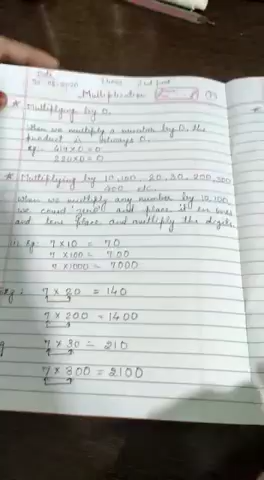 Date
Multiplication
* Multiplying by 0.
When we multiply a number by 0, the
product is always 0.
eg:- 417 × 0 = 0
220 × 0 = 0
* Multiplying by 10, 100, 20, 30, 200, 300
etc.
When we multiply any number by 10, 100,
we count zero and place it on ones
and tens place and multiply the digits.
eg: 7 × 10 = 70
7 × 100 = 700
7 × 1000 = 7000
eg: 7 × 20 = 140
7 × 200 = 1400
7 × 30 = 210
7 × 300 = 2100